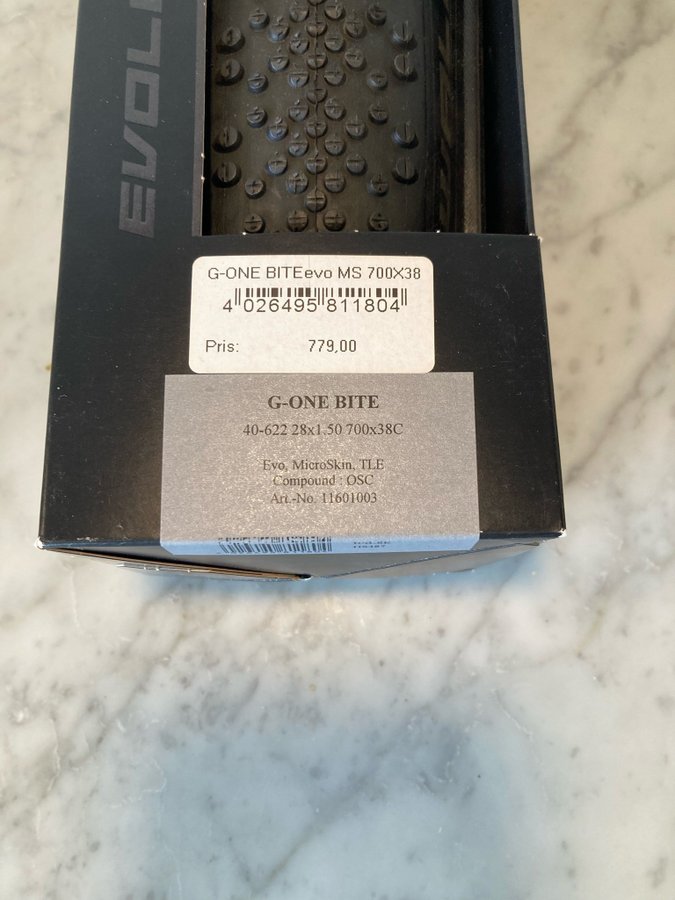 EVOL
G-ONE BITEevo MS 700X38
4 026495 811804
Pris: 779,00
G-ONE BITE
40-622 28x1.50 700x38C
Evo, MicroSkin, TLE
Compound : OSC
Art.-No. 11601003